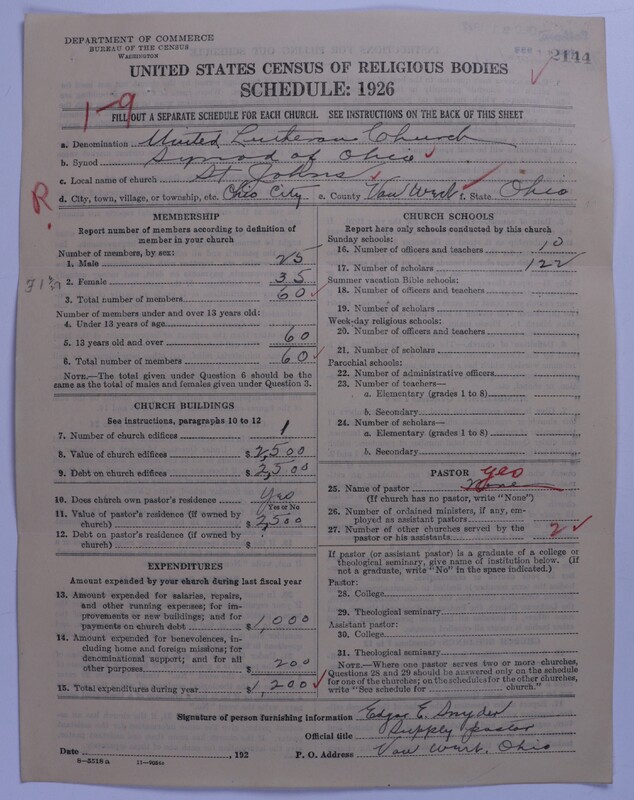 DEPARTMENT OF COMMERCE
BUREAU OF THE CENSUS
WASHINGTON
FEB
2144
UNITED STATES CENSUS OF RELIGIOUS BODIES
SCHEDULE: 1926
1-9
FILL OUT A SEPARATE SCHEDULE FOR EACH CHURCH. SEE INSTRUCTIONS ON THE BACK OF THIS SHEET
a. Denomination United Lutheran Church
b. Synod Synod of Ohio
c. Local name of church St Johns
R.
d. City, town, village, or township, etc. Ohio City e. County Van Wert f. State Ohio
MEMBERSHIP
Report number of members according to definition of member in your church
Number of members, by sex:
1. Male 25
2. Female 35
3. Total number of members 60
Number of members under and over 13 years old:
4. Under 13 years of age
5. 13 years old and over 60
6. Total number of members 60
NOTE.—The total given under Question 6 should be the same as the total of males and females given under Question 3.
CHURCH BUILDINGS
See instructions, paragraphs 10 to 12
7. Number of church edifices 1
8. Value of church edifices $2,500
9. Debt on church edifices $2,500
10. Does church own pastor's residence Yes
Yes or No
11. Value of pastor's residence (if owned by church) $2,500
12. Debt on pastor's residence (if owned by church) $
EXPENDITURES
Amount expended by your church during last fiscal year
13. Amount expended for salaries, repairs, and other running expenses; for improvements or new buildings; and for payments on church debt $1,000
14. Amount expended for benevolences, including home and foreign missions; for denominational support; and for all other purposes $200
15. Total expenditures during year $1,200
CHURCH SCHOOLS
Report here only schools conducted by this church
Sunday schools:
16. Number of officers and teachers 10
17. Number of scholars 122
Summer vacation Bible schools:
18. Number of officers and teachers
19. Number of scholars
Week-day religious schools:
20. Number of officers and teachers
21. Number of scholars
Parochial schools:
22. Number of administrative officers
23. Number of teachers—
a. Elementary (grades 1 to 8)
b. Secondary
24. Number of scholars—
a. Elementary (grades 1 to 8)
b. Secondary
PASTOR yes
25. Name of pastor None
(If church has no pastor, write "None")
26. Number of ordained ministers, if any, employed as assistant pastors
27. Number of other churches served by the pastor or his assistants 2
If pastor (or assistant pastor) is a graduate of a college or theological seminary, give name of institution below. (If not a graduate, write "No" in the space indicated.)
Pastor:
28. College
29. Theological seminary
Assistant pastor:
30. College
31. Theological seminary
NOTE.—Where one pastor serves two or more churches, Questions 28 and 29 should be answered only on the schedule for one of the churches; on the schedules for the other churches, write "See schedule for church."
Signature of person furnishing information Edgar E. Snyder
Official title Supply pastor
Date , 192 P. O. Address Van Wert, Ohio
8-5518a